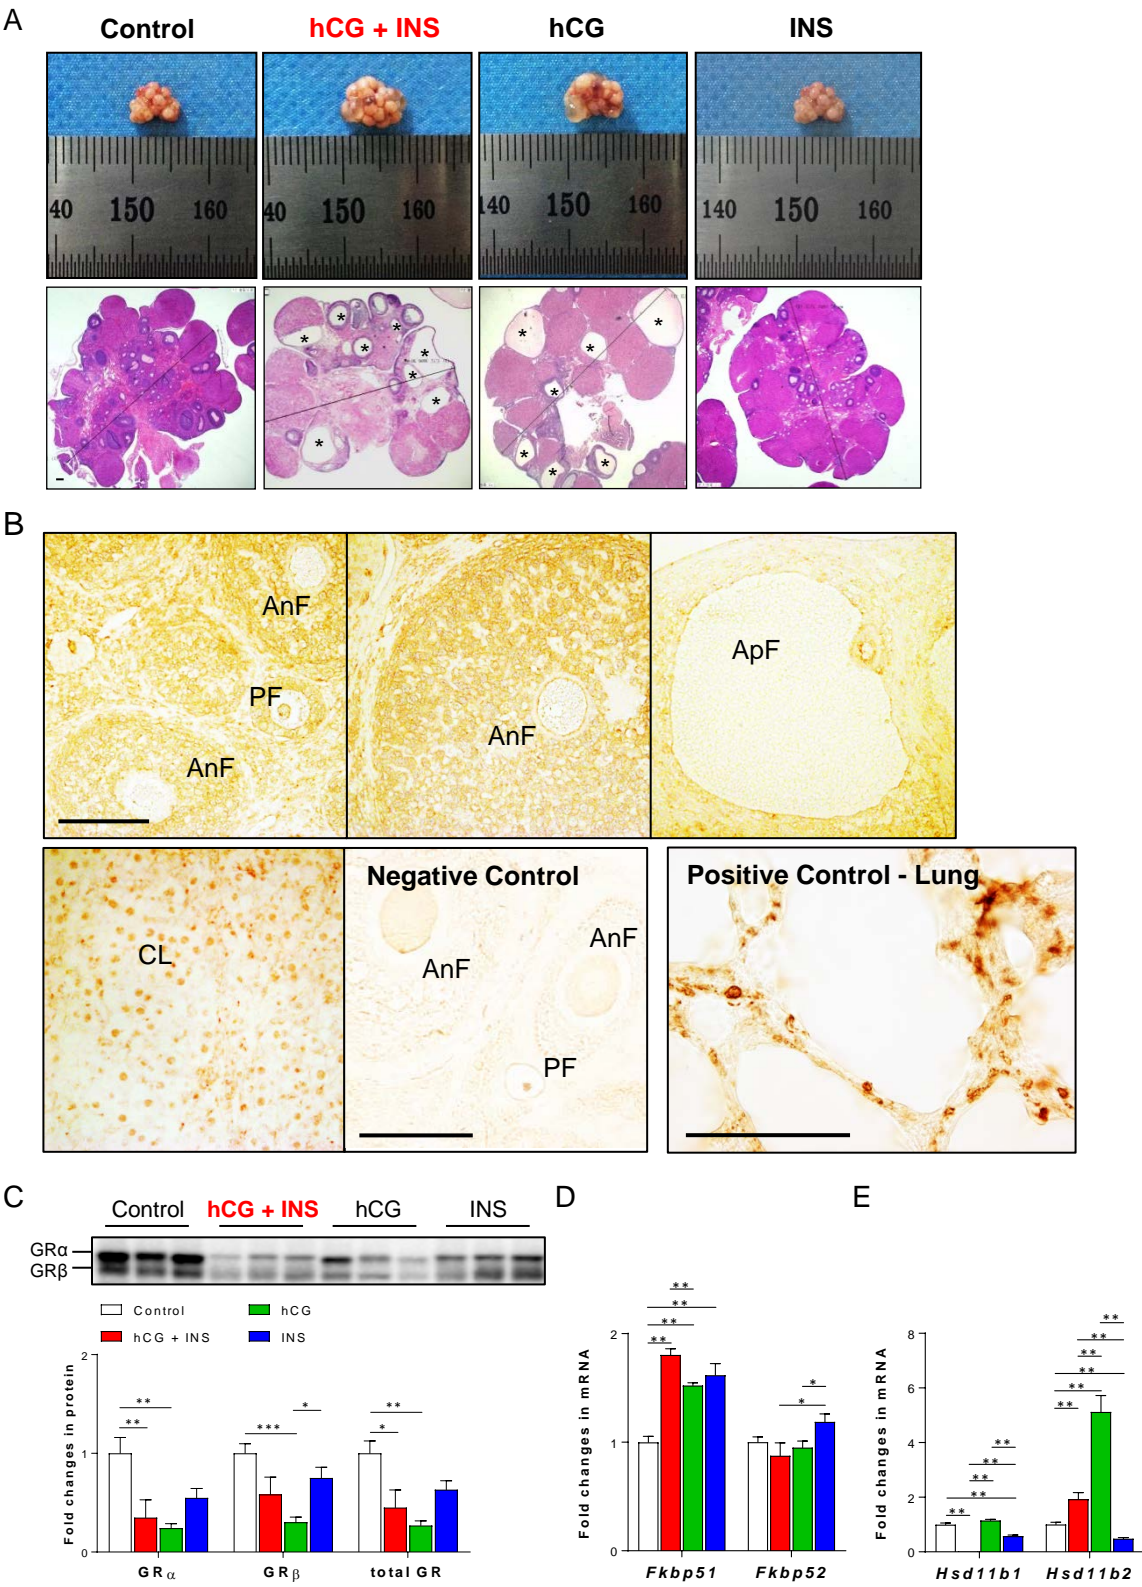 A
Control
hCG + INS
hCG
INS
40 150 160
40 150 160
140 150 160
140 150 160
* * * * * * * *
* * * * * *
B
AnF
PF
AnF
AnF
ApF
CL
Negative Control
AnF
AnF
PF
Positive Control - Lung
C
Control
hCG + INS
hCG
INS
GRα
GRβ
Control
hCG
hCG + INS
INS
Fold changes in protein
2
1
0
**
**
***
*
**
*
GRα
GRβ
total GR
D
Fold changes in mRNA
2
1
0
**
**
**
**
*
*
Fkbp51
Fkbp52
E
Fold changes in mRNA
8
6
4
2
0
**
**
**
**
**
**
**
**
**
**
**
Hsd11b1
Hsd11b2